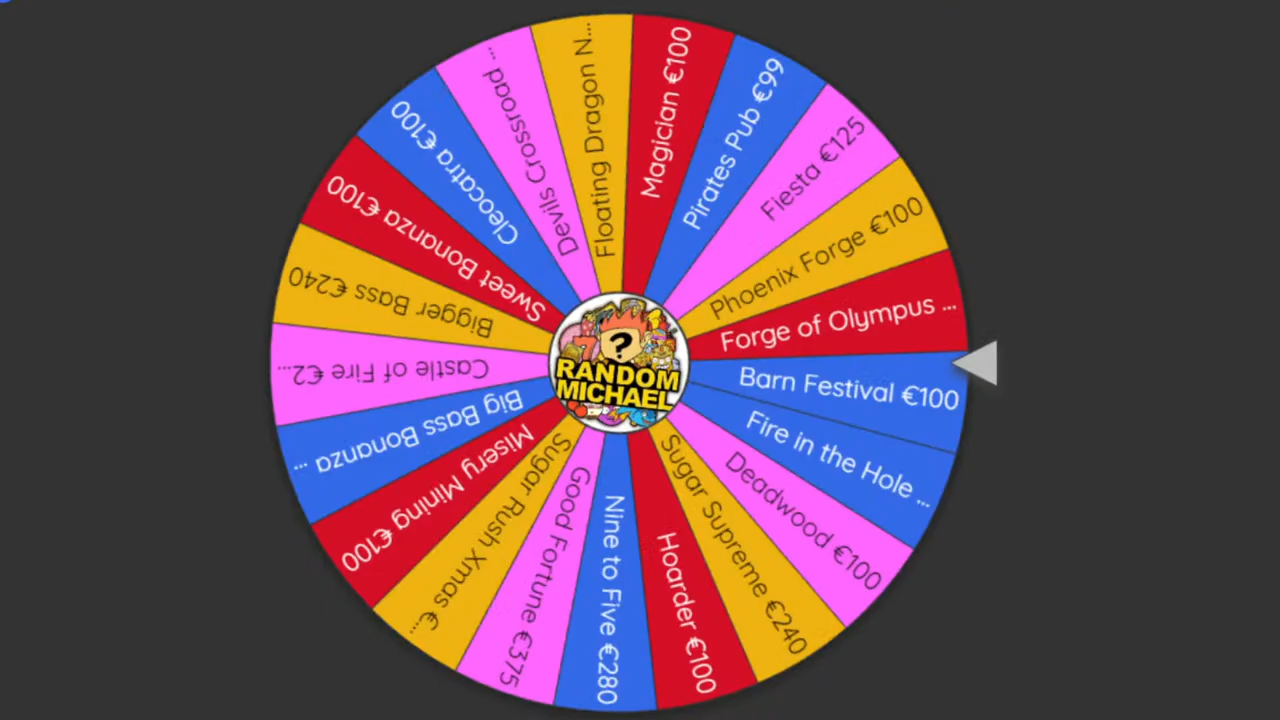 Floating Dragon N...
Magician €100
Pirates Pub €99
Fiesta €125
Phoenix Forge €100
Forge of Olympus ...
Barn Festival €100
Fire in the Hole ...
Deadwood €100
Sugar Supreme €240
Hoarder €100
Nine to Five €280
Good Fortune €375
Sugar Rush Xmas €...
Misery Mining €100
Big Bass Bonanza ...
Castle of Fire €2...
Bigger Bass €240
Sweet Bonanza €100
Cleocatra €100
Devils Crossroad ...
?
7
RANDOM
MICHAEL